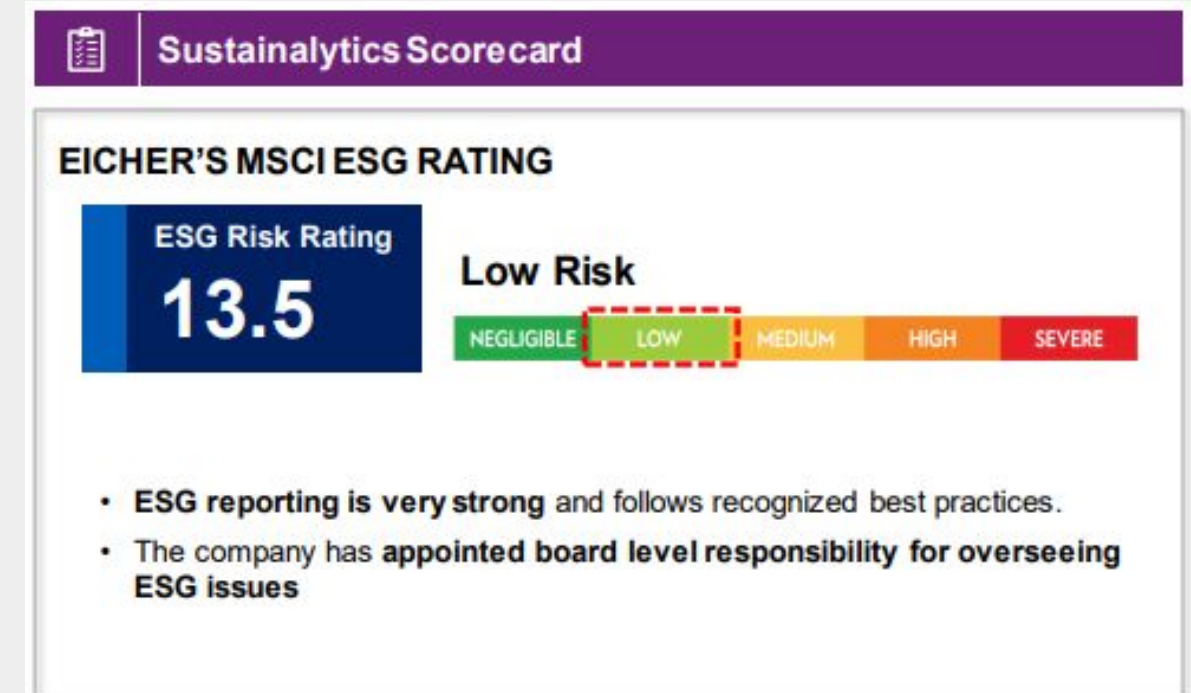 Sustainalytics Scorecard
EICHER'S MSCI ESG RATING
ESG Risk Rating
13.5
Low Risk
NEGLIGIBLE LOW MEDIUM HIGH SEVERE
• ESG reporting is very strong and follows recognized best practices.
• The company has appointed board level responsibility for overseeing
ESG issues